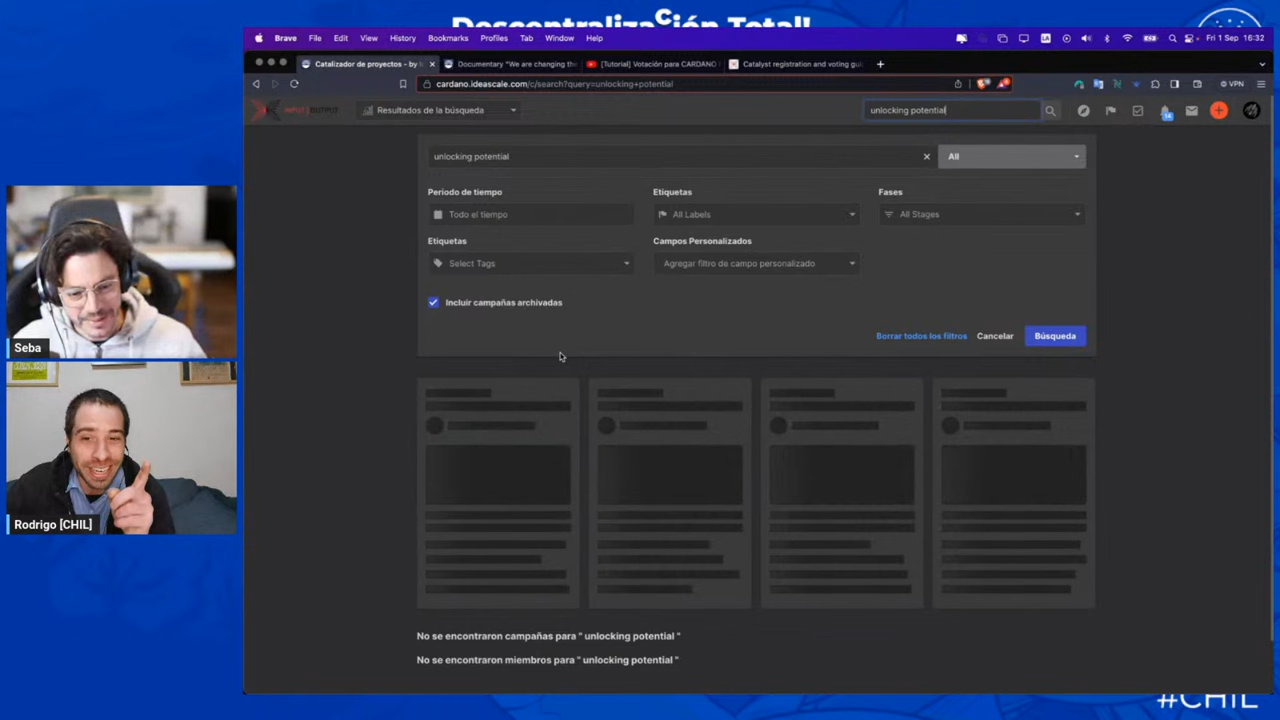 Descentralización Total!
Brave File Edit View History Bookmarks Profiles Tab Window Help
LA
Fri 1 Sep 16:32
Catalizador de proyectos - by
Documentary "We are changing the
[Tutorial] Votación para CARDANO
Catalyst registration and voting gui
cardano.ideascale.com/c/search?query=unlocking+potential
VPN
INPUT OUTPUT
Resultados de la búsqueda
unlocking potential
14
unlocking potential
All
Periodo de tiempo
Etiquetas
Fases
Todo el tiempo
All Labels
All Stages
Etiquetas
Campos Personalizados
Select Tags
Agregar filtro de campo personalizado
Incluir campañas archivadas
Borrar todos los filtros
Cancelar
Búsqueda
Seba
Rodrigo [CHIL]
No se encontraron campañas para " unlocking potential "
No se encontraron miembros para " unlocking potential "
#CHIL